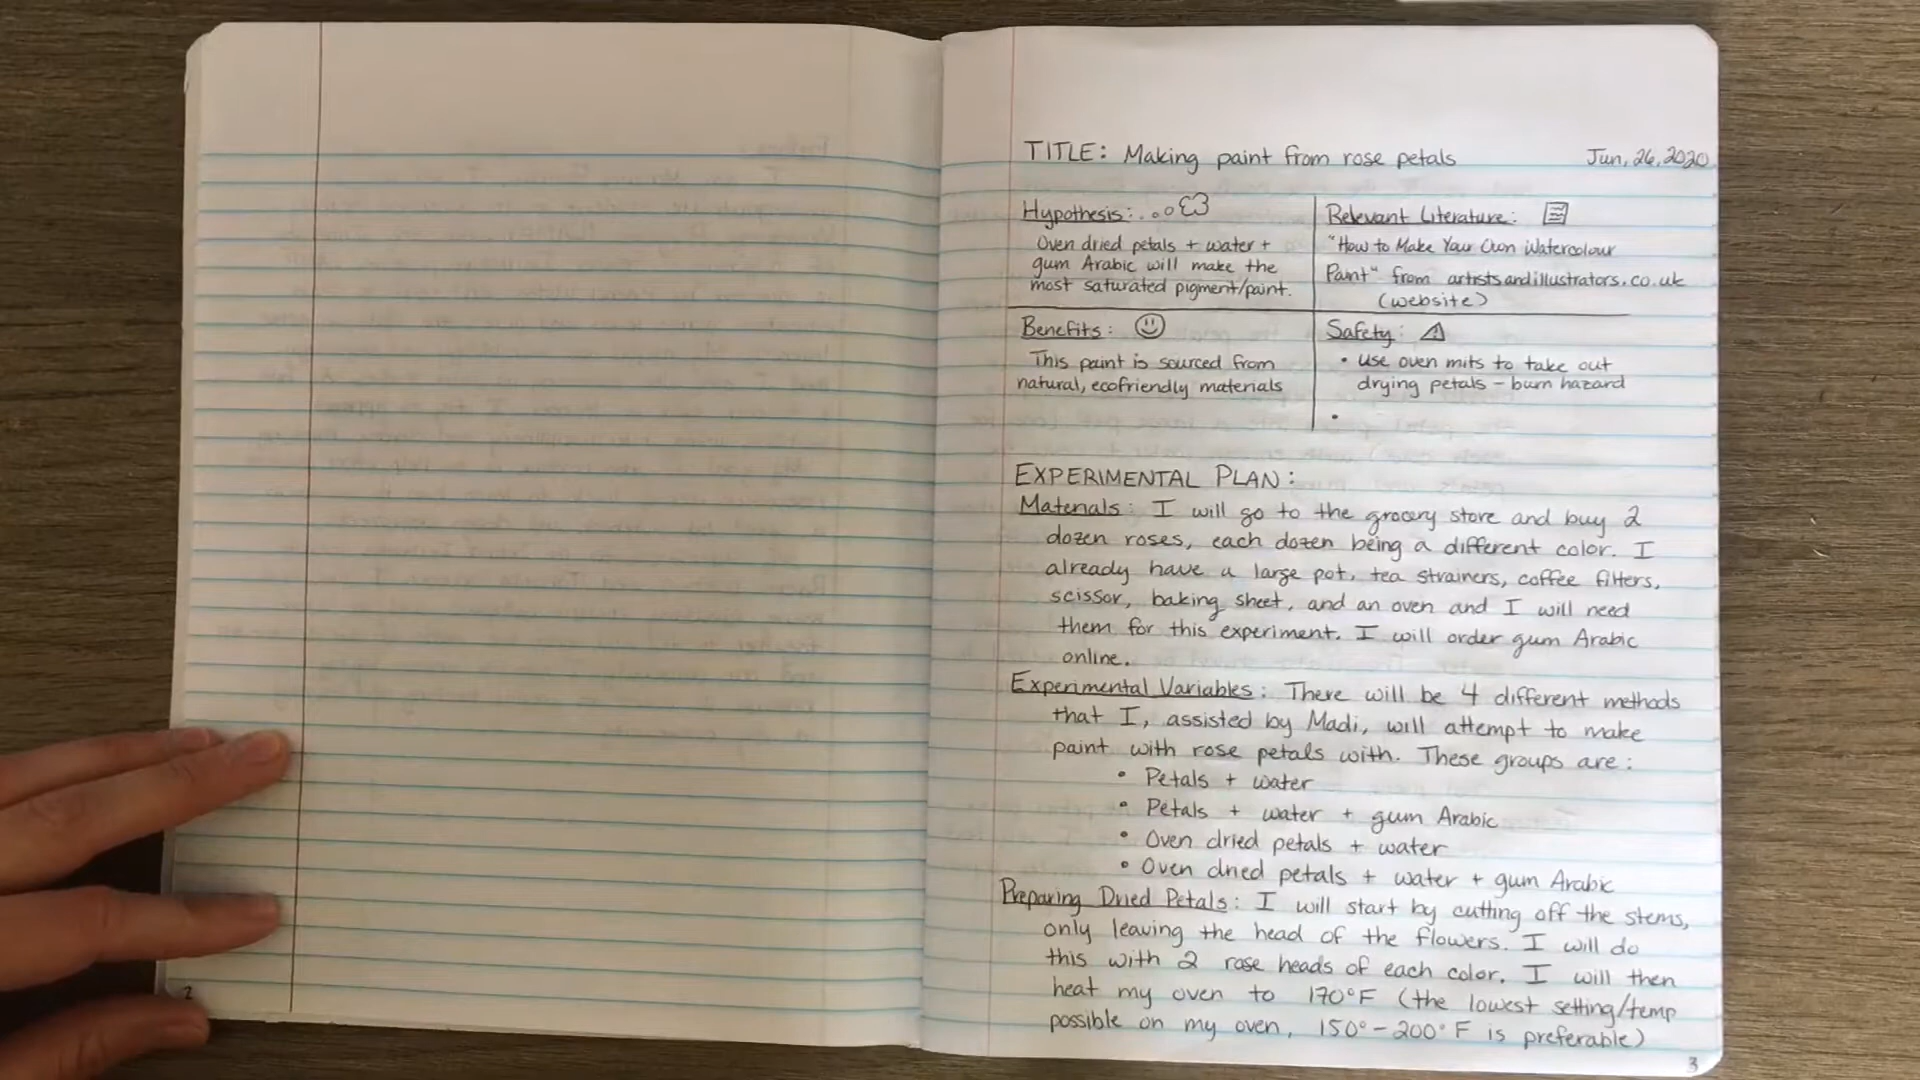 TITLE: Making paint from rose petals Jun, 26, 2020
Hypothesis:
Oven dried petals + water +
gum Arabic will make the
most saturated pigment/paint.
Relevant Literature:
"How to Make Your Own Watercolour
Paint" from artistsandillustrators.co.uk
(website)
Benefits:
This paint is sourced from
natural, ecofriendly materials
Safety:
• use oven mits to take out
drying petals - burn hazard
•
EXPERIMENTAL PLAN:
Materials: I will go to the grocery store and buy 2
dozen roses, each dozen being a different color. I
already have a large pot, tea strainers, coffee filters,
scissor, baking sheet, and an oven and I will need
them for this experiment. I will order gum Arabic
online.
Experimental Variables: There will be 4 different methods
that I, assisted by Madi, will attempt to make
paint with rose petals with. These groups are:
• Petals + water
• Petals + water + gum Arabic
• Oven dried petals + water
• Oven dried petals + water + gum Arabic
Preparing Dried Petals: I will start by cutting off the stems,
only leaving the head of the flowers. I will do
this with 2 rose heads of each color. I will then
heat my oven to 170°F (the lowest setting/temp
possible on my oven, 150°-200°F is preferable)
2
3